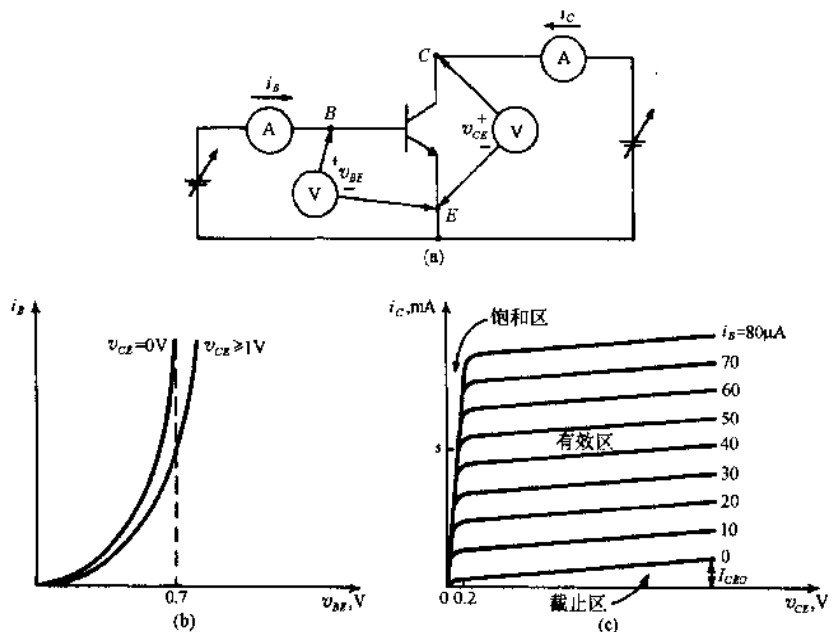 i_C
A
C
i_B
A
B
+
v_CE
−
V
+
v_BE
−
V
E
(a)
i_B
v_CE=0V
v_CE≥1V
0.7
v_BE,V
(b)
i_C,mA
饱和区
i_B=80μA
70
60
50
有效区
40
30
20
10
0
I_CEO
0
0.2
截止区
v_CE,V
(c)